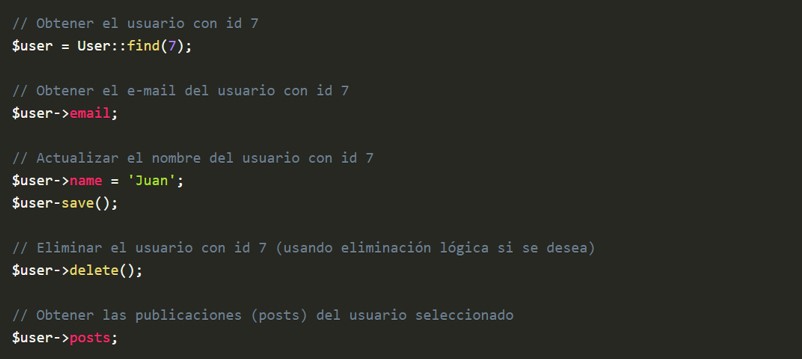 // Obtener el usuario con id 7
$user = User::find(7);
// Obtener el e-mail del usuario con id 7
$user->email;
// Actualizar el nombre del usuario con id 7
$user->name = 'Juan';
$user-save();
// Eliminar el usuario con id 7 (usando eliminación lógica si se desea)
$user->delete();
// Obtener las publicaciones (posts) del usuario seleccionado
$user->posts;